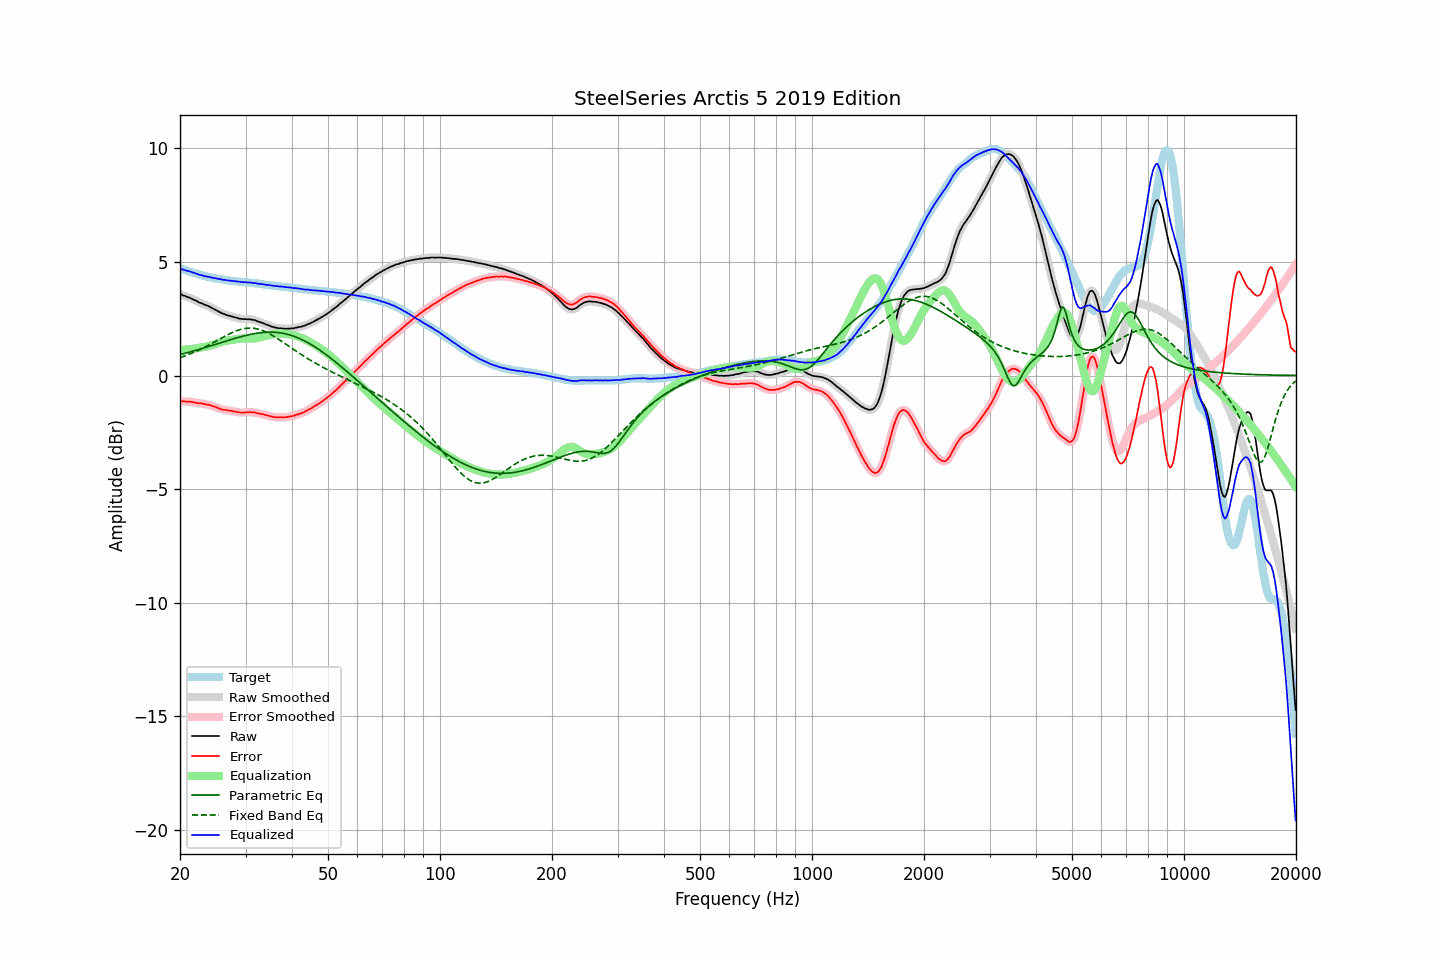 SteelSeries Arctis 5 2019 Edition
Amplitude (dBr)
10
5
0
−5
−10
−15
−20
Target
Raw Smoothed
Error Smoothed
Raw
Error
Equalization
Parametric Eq
Fixed Band Eq
Equalized
20 50 100 200 500 1000 2000 5000 10000 20000
Frequency (Hz)